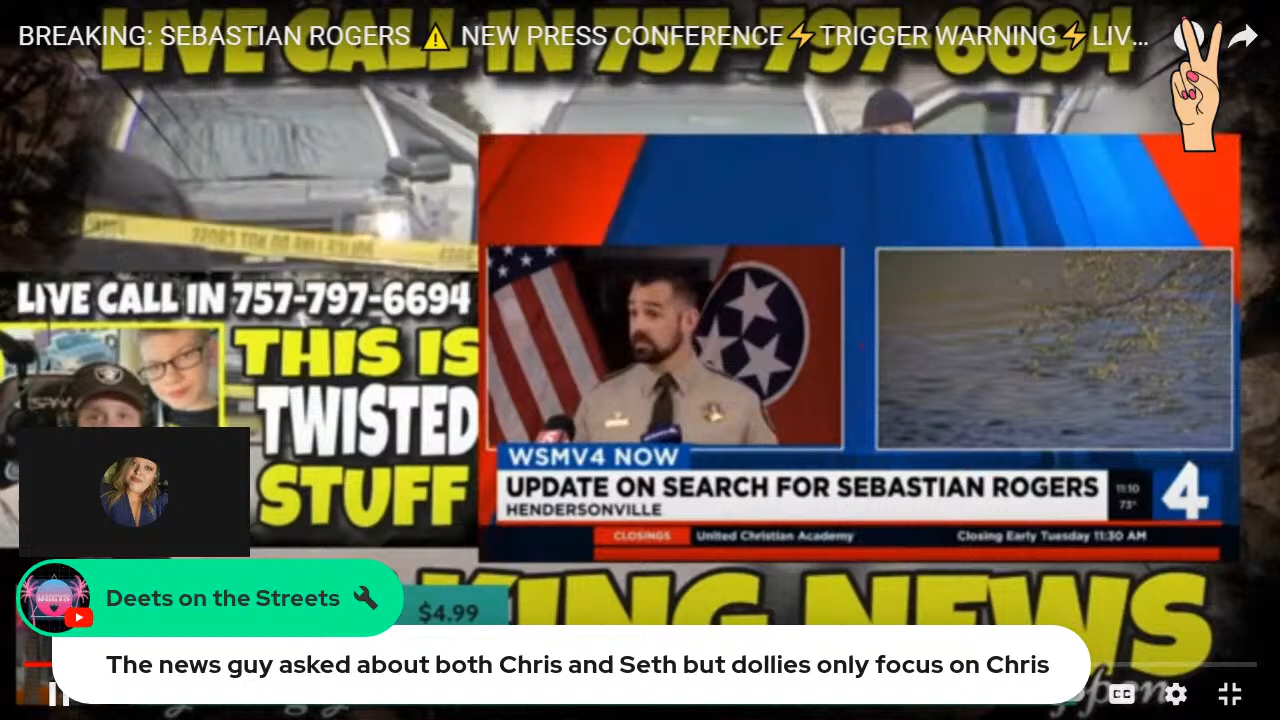 LIVE CALL IN 757-797-6694
BREAKING: SEBASTIAN ROGERS ⚠️ NEW PRESS CONFERENCE⚡TRIGGER WARNING⚡LIV...
LIVE CALL IN 757-797-6694
THIS IS
TWISTED
STUFF
WSMV4 NOW
UPDATE ON SEARCH FOR SEBASTIAN ROGERS
HENDERSONVILLE
11:10
73°
4
CLOSINGS United Christian Academy Closing Early Tuesday 11:30 AM
KING NEWS
Deets on the Streets
$4.99
The news guy asked about both Chris and Seth but dollies only focus on Chris
CC